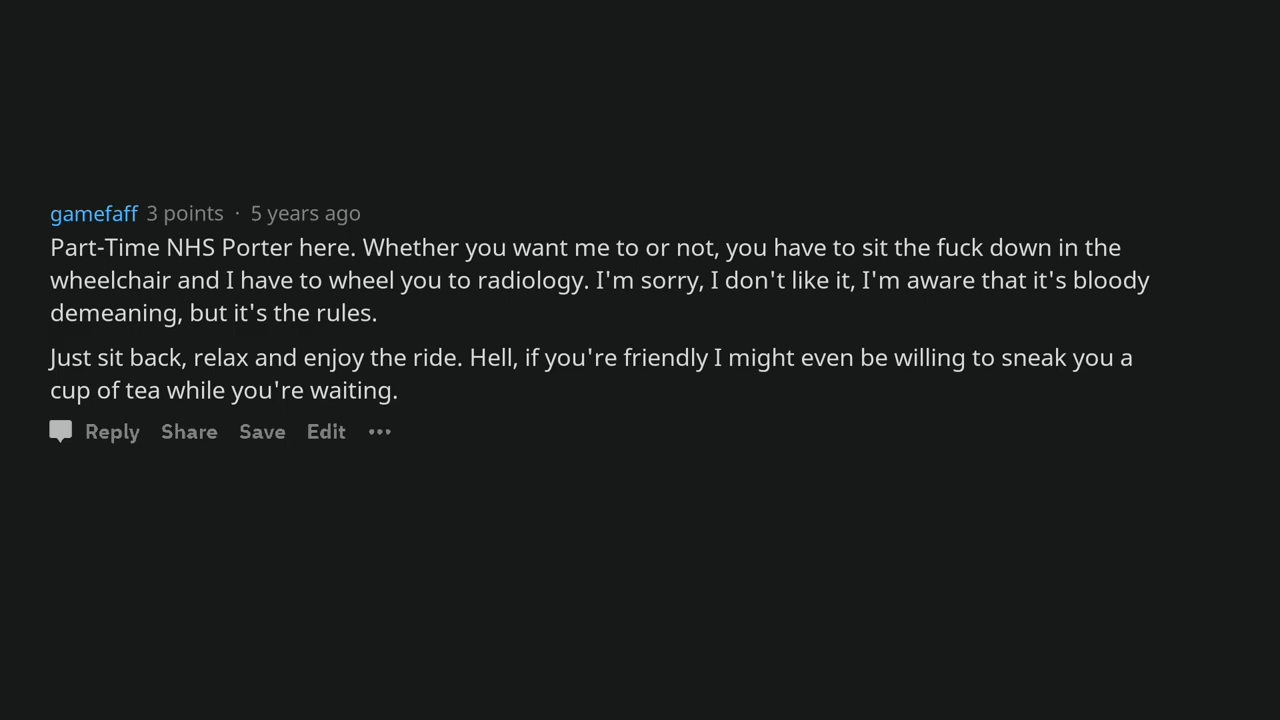 gamefaff 3 points · 5 years ago
Part-Time NHS Porter here. Whether you want me to or not, you have to sit the fuck down in the
wheelchair and I have to wheel you to radiology. I'm sorry, I don't like it, I'm aware that it's bloody
demeaning, but it's the rules.
Just sit back, relax and enjoy the ride. Hell, if you're friendly I might even be willing to sneak you a
cup of tea while you're waiting.
Reply Share Save Edit •••